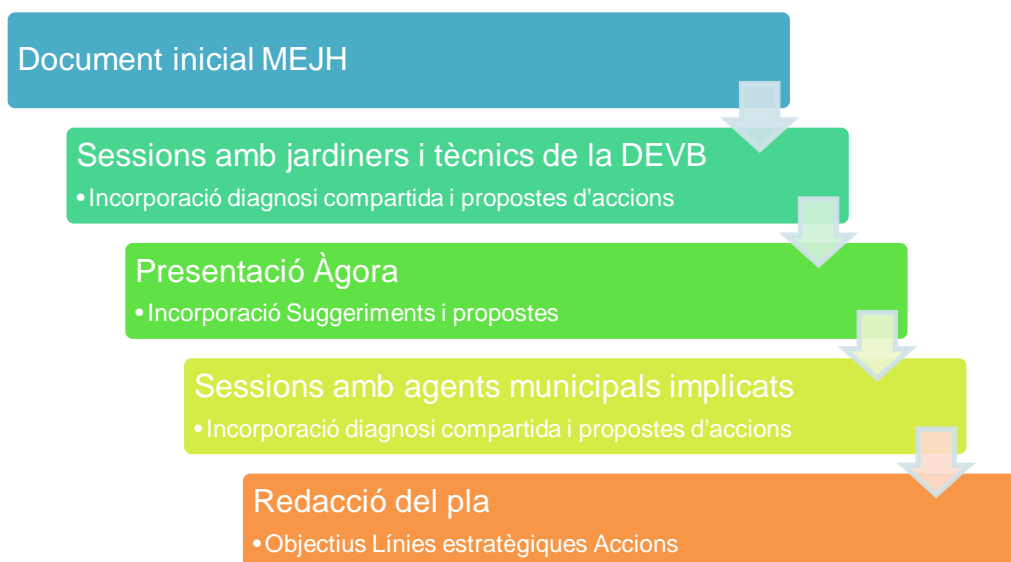 Document inicial MEJH
Sessions amb jardiners i tècnics de la DEVB
•Incorporació diagnosi compartida i propostes d'accions
Presentació Àgora
•Incorporació Suggeriments i propostes
Sessions amb agents municipals implicats
•Incorporació diagnosi compartida i propostes d'accions
Redacció del pla
•Objectius Línies estratègiques Accions